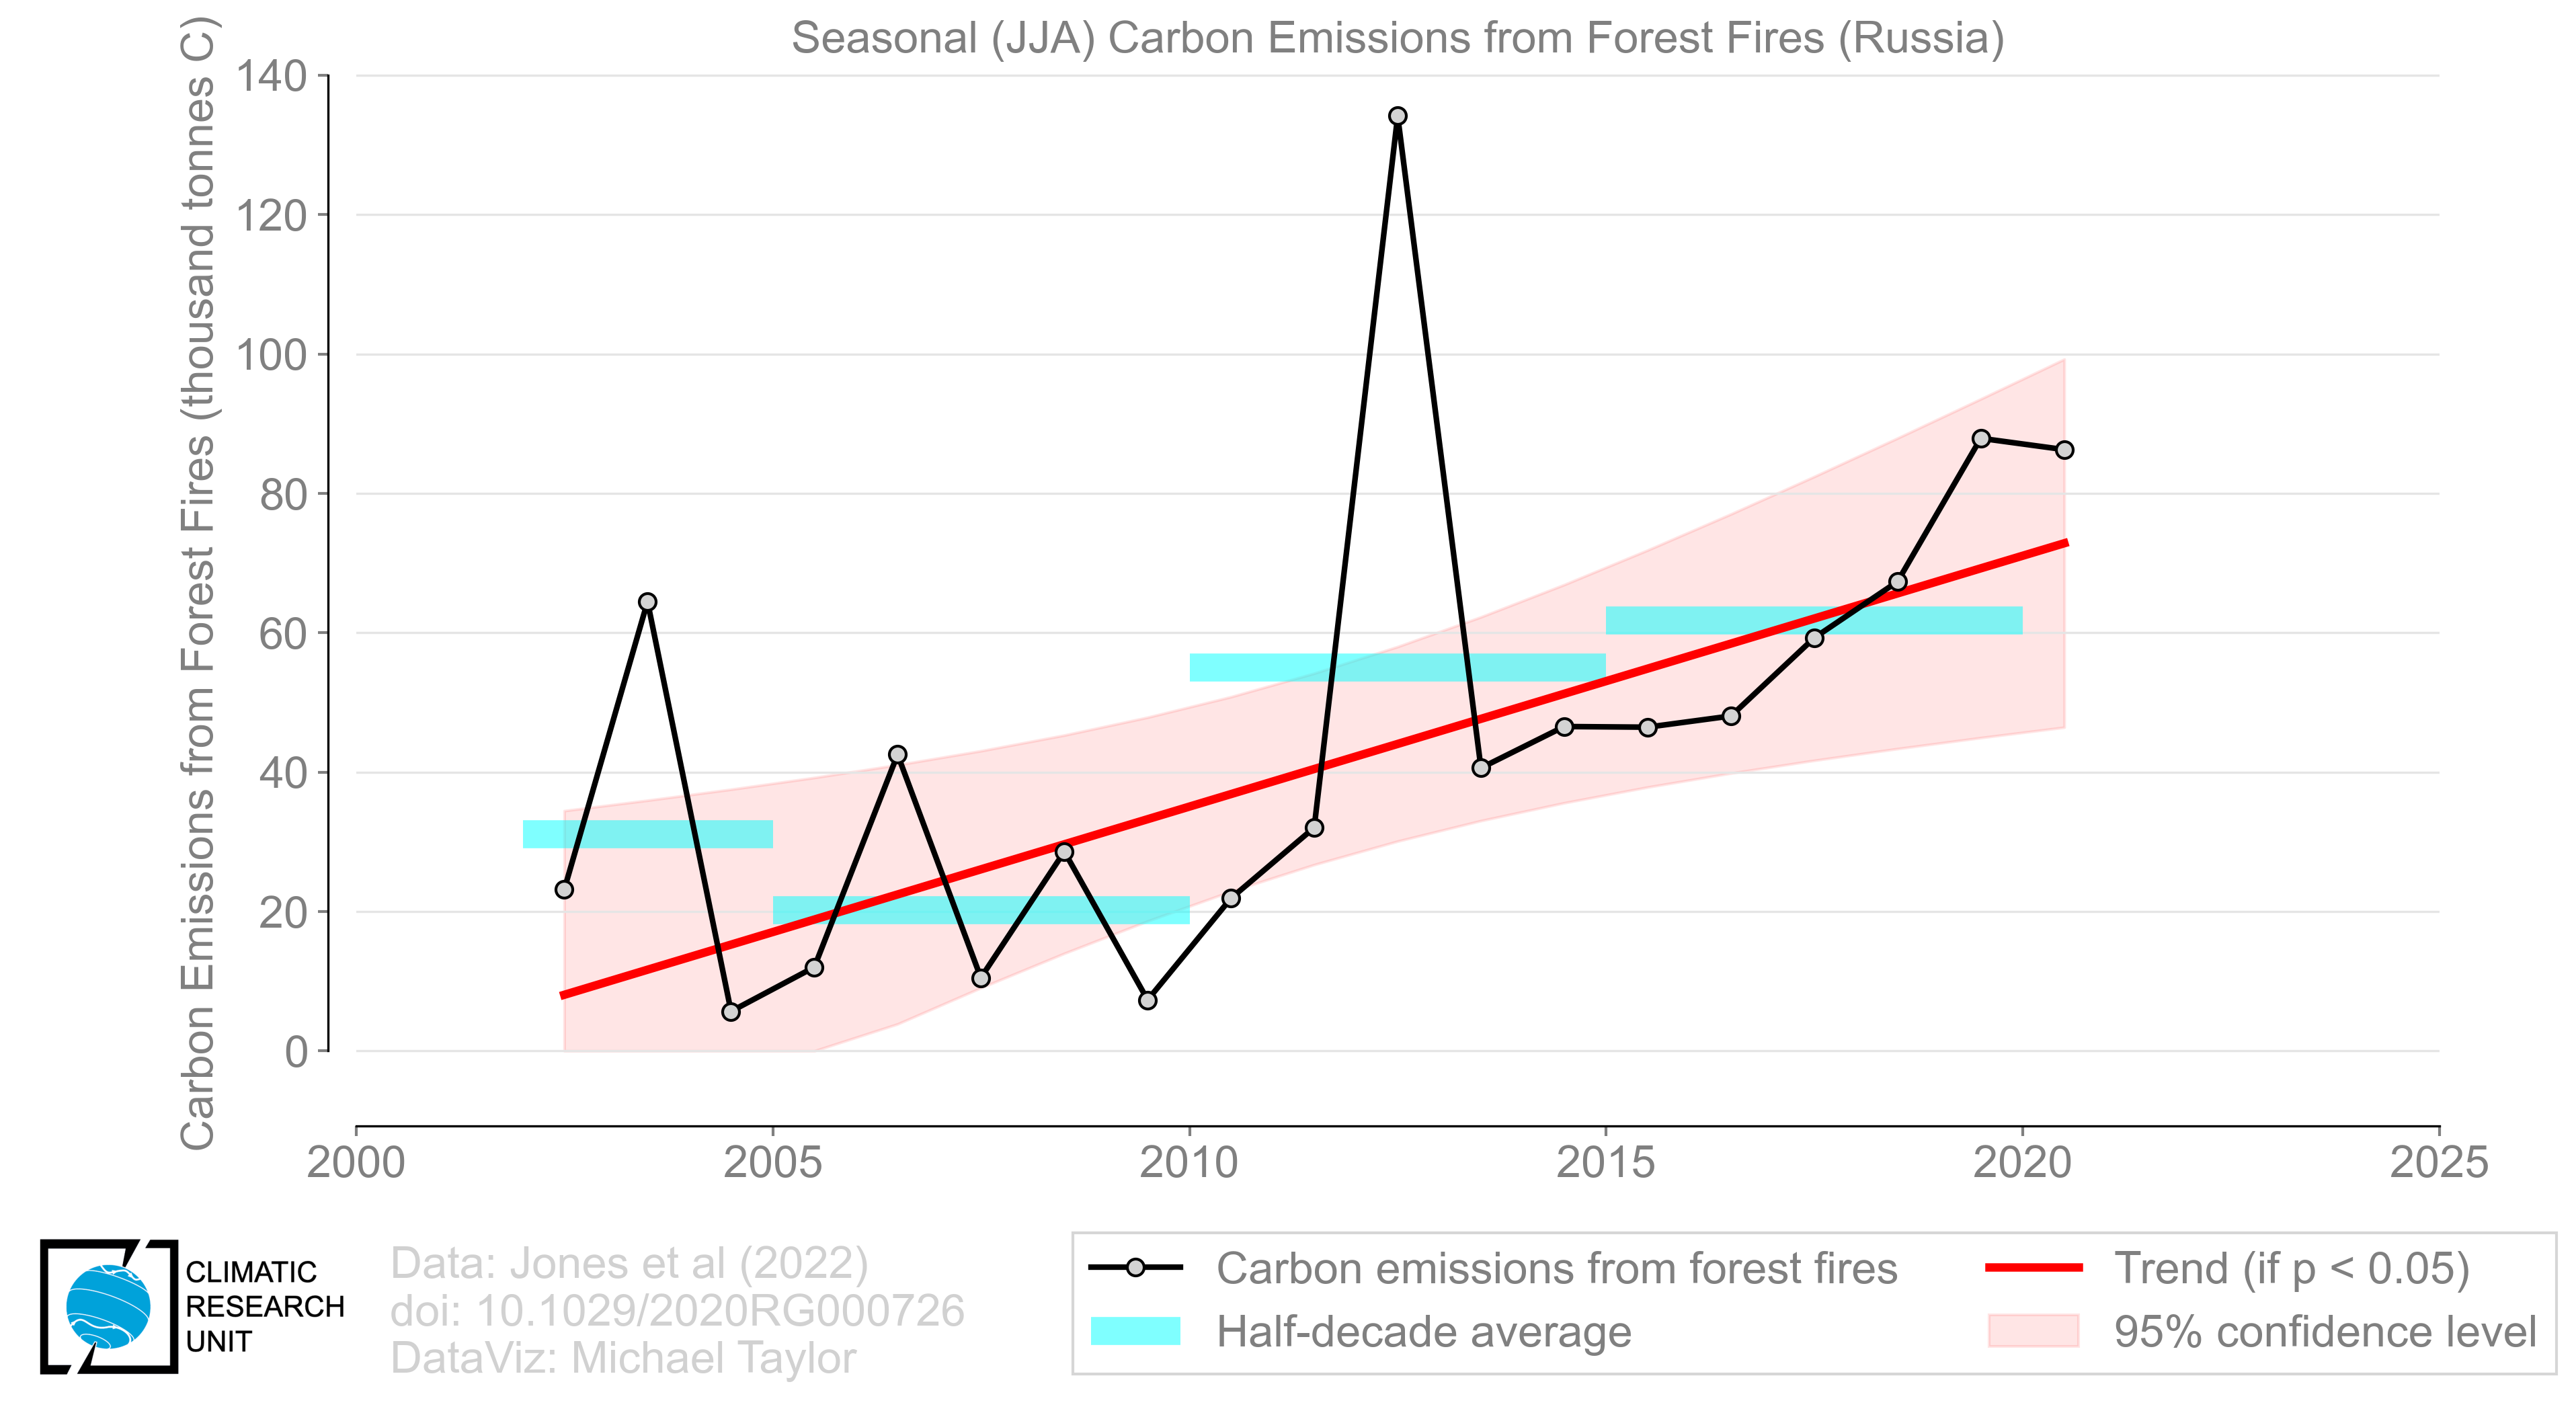 Seasonal (JJA) Carbon Emissions from Forest Fires (Russia)
Carbon Emissions from Forest Fires (thousand tonnes C)
140
120
100
80
60
40
20
0
2000 2005 2010 2015 2020 2025
CLIMATIC
RESEARCH
UNIT
Data: Jones et al (2022)
doi: 10.1029/2020RG000726
DataViz: Michael Taylor
Carbon emissions from forest fires
Half-decade average
Trend (if p < 0.05)
95% confidence level